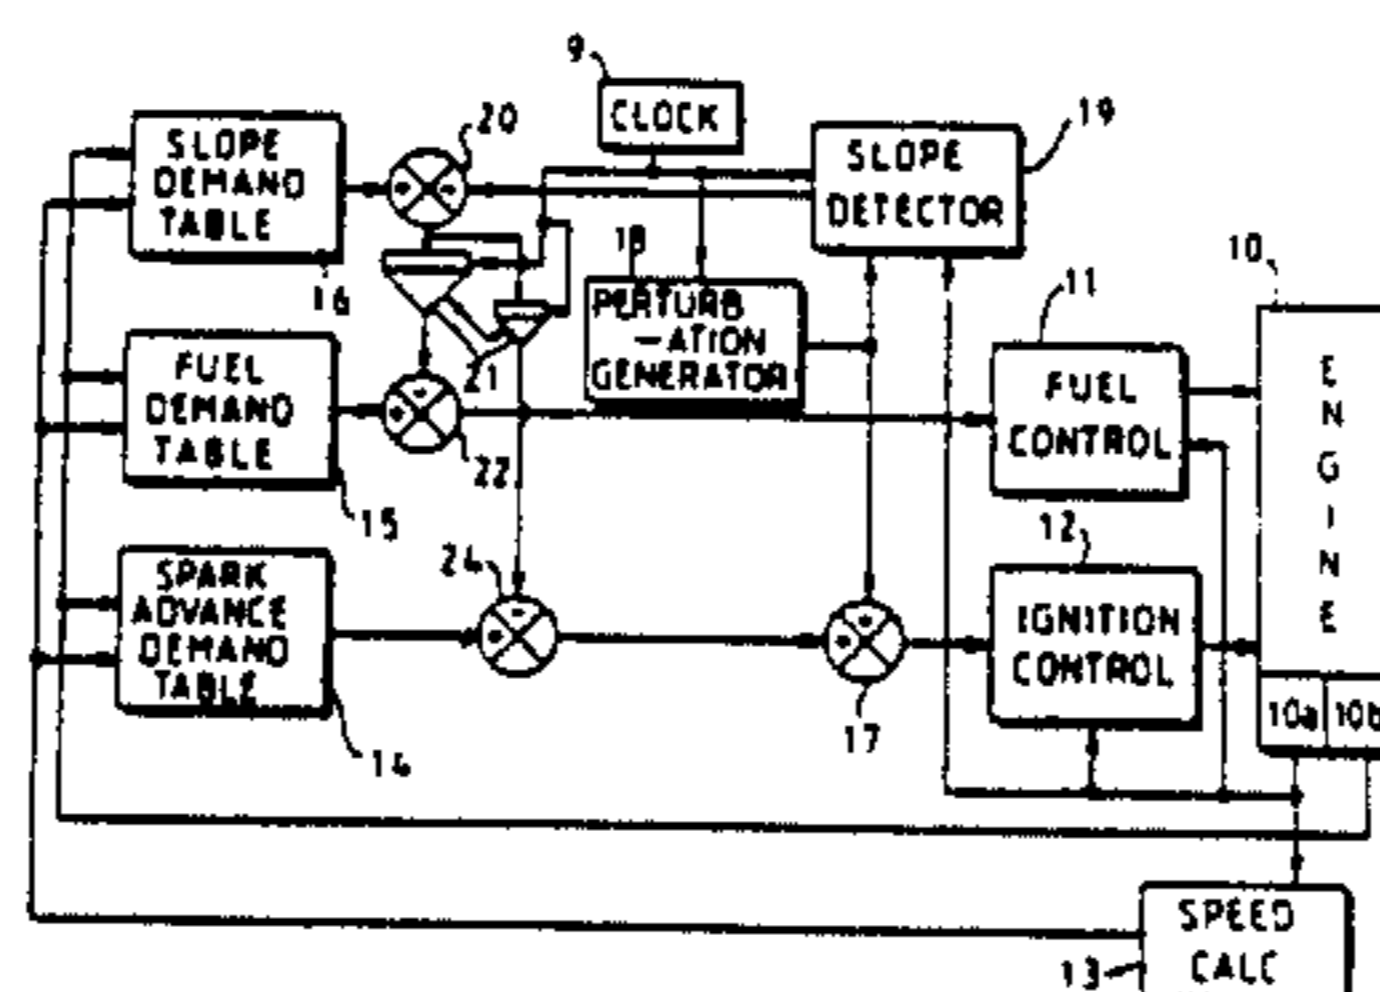 9
CLOCK
20
SLOPE
DEMAND
TABLE
16
SLOPE
DETECTOR
19
18
PERTURB
-ATION
GENERATOR
21
10
11
FUEL
DEMAND
TABLE
15
22
FUEL
CONTROL
ENGINE
12
24
SPARK
ADVANCE
DEMAND
TABLE
14
17
IGNITION
CONTROL
10a
10b
SPEED
CALC
13